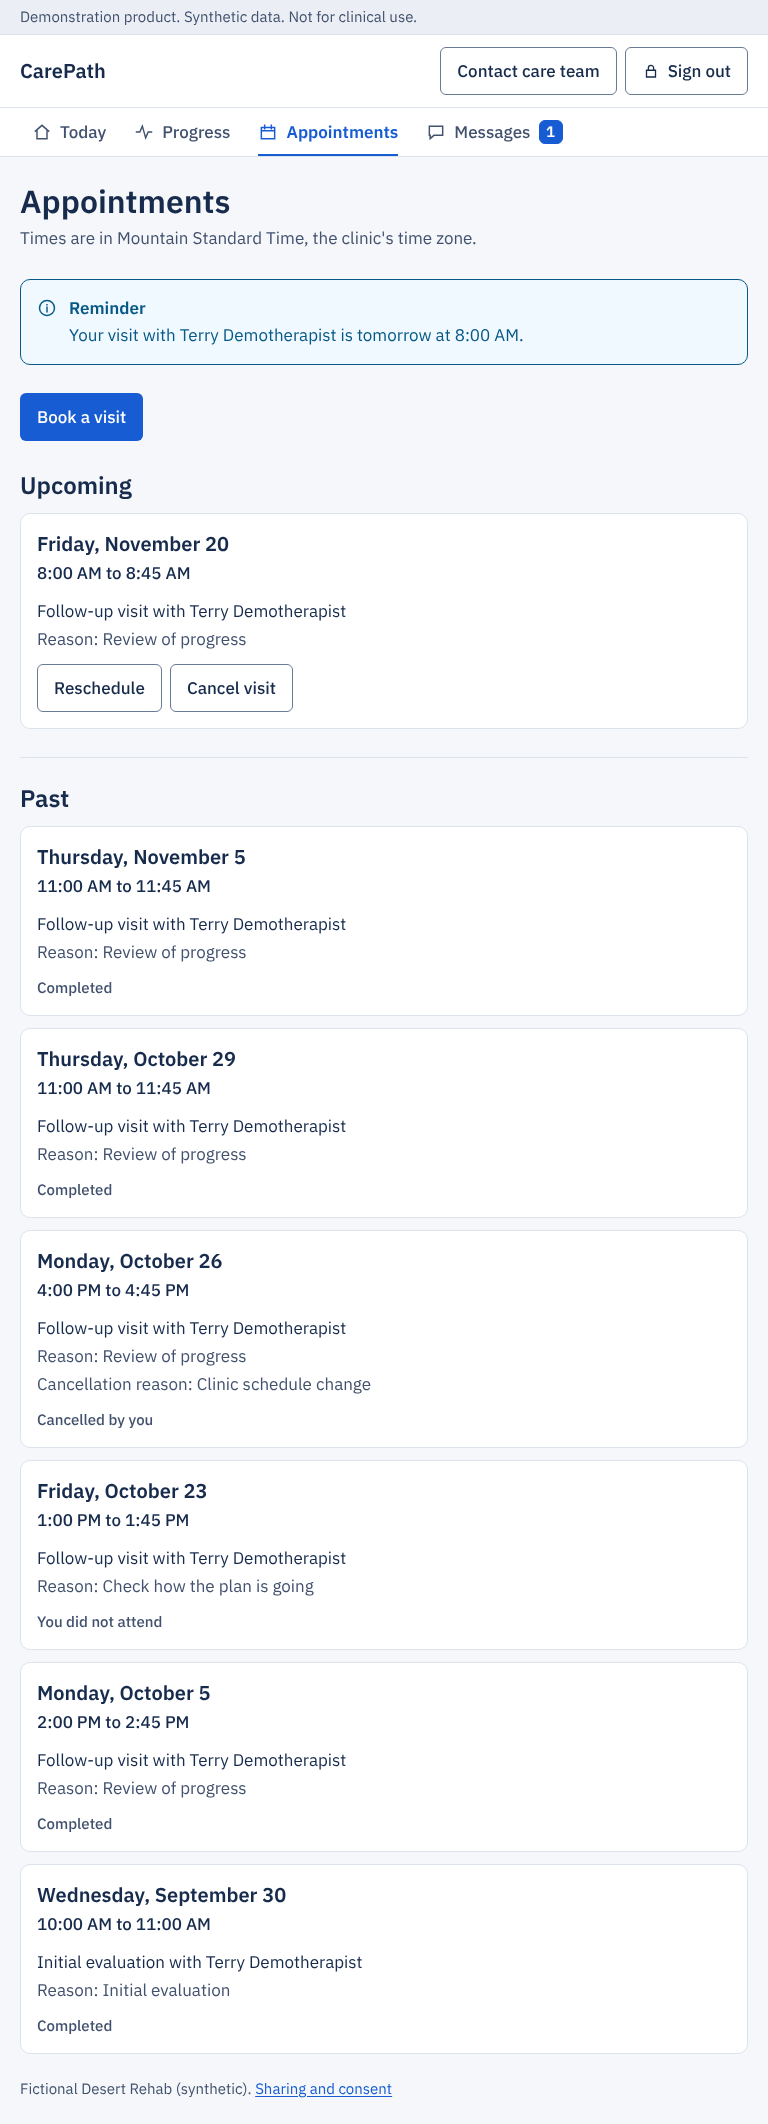 Demonstration product. Synthetic data. Not for clinical use.
CarePath
Contact care team
Sign out
Today
Progress
Appointments
Messages
1
Appointments
Times are in Mountain Standard Time, the clinic's time zone.
Reminder
Your visit with Terry Demotherapist is tomorrow at 8:00 AM.
Book a visit
Upcoming
Friday, November 20
8:00 AM to 8:45 AM
Follow-up visit with Terry Demotherapist
Reason: Review of progress
Reschedule
Cancel visit
Past
Thursday, November 5
11:00 AM to 11:45 AM
Follow-up visit with Terry Demotherapist
Reason: Review of progress
Completed
Thursday, October 29
11:00 AM to 11:45 AM
Follow-up visit with Terry Demotherapist
Reason: Review of progress
Completed
Monday, October 26
4:00 PM to 4:45 PM
Follow-up visit with Terry Demotherapist
Reason: Review of progress
Cancellation reason: Clinic schedule change
Cancelled by you
Friday, October 23
1:00 PM to 1:45 PM
Follow-up visit with Terry Demotherapist
Reason: Check how the plan is going
You did not attend
Monday, October 5
2:00 PM to 2:45 PM
Follow-up visit with Terry Demotherapist
Reason: Review of progress
Completed
Wednesday, September 30
10:00 AM to 11:00 AM
Initial evaluation with Terry Demotherapist
Reason: Initial evaluation
Completed
Fictional Desert Rehab (synthetic). Sharing and consent